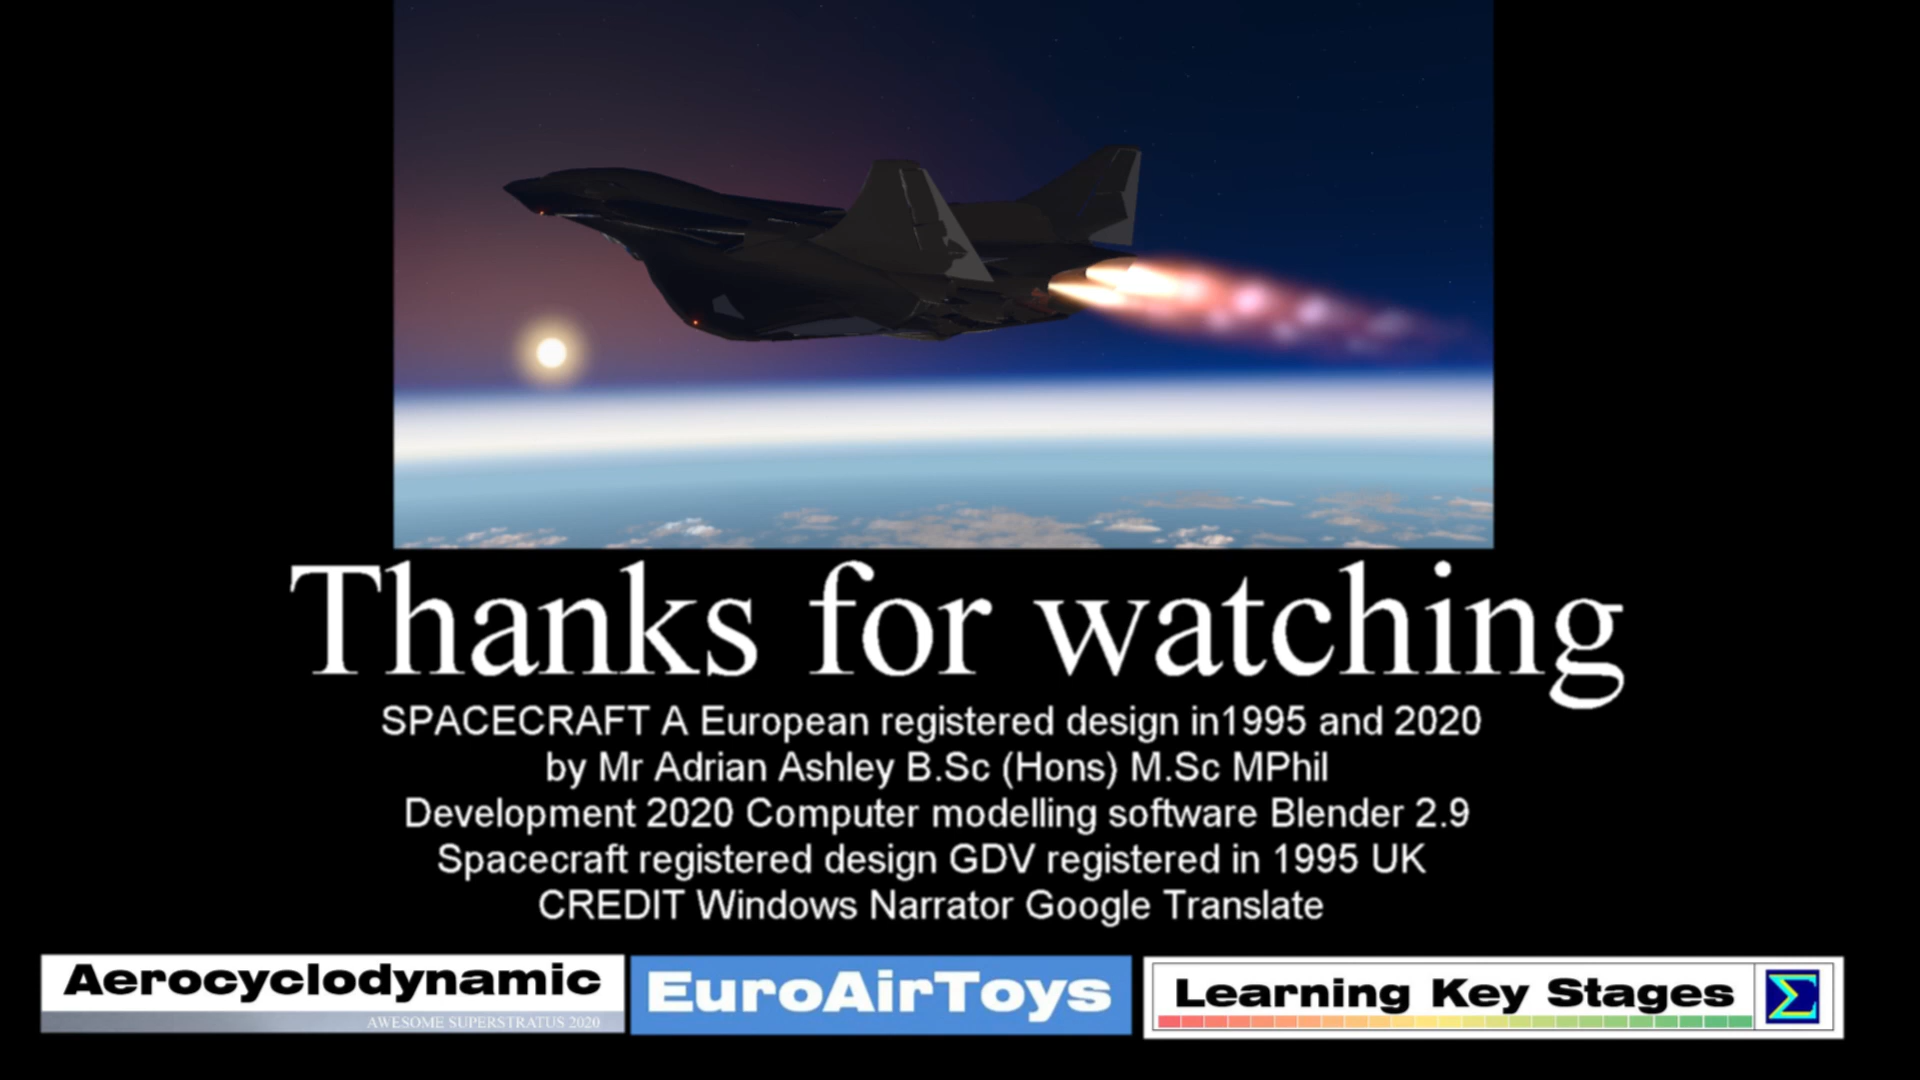 Thanks for watching
SPACECRAFT A European registered design in1995 and 2020
by Mr Adrian Ashley B.Sc (Hons) M.Sc MPhil
Development 2020 Computer modelling software Blender 2.9
Spacecraft registered design GDV registered in 1995 UK
CREDIT Windows Narrator Google Translate
Aerocyclodynamic
AWESOME SUPERSTRATUS 2020
EuroAirToys
Learning Key Stages Σ